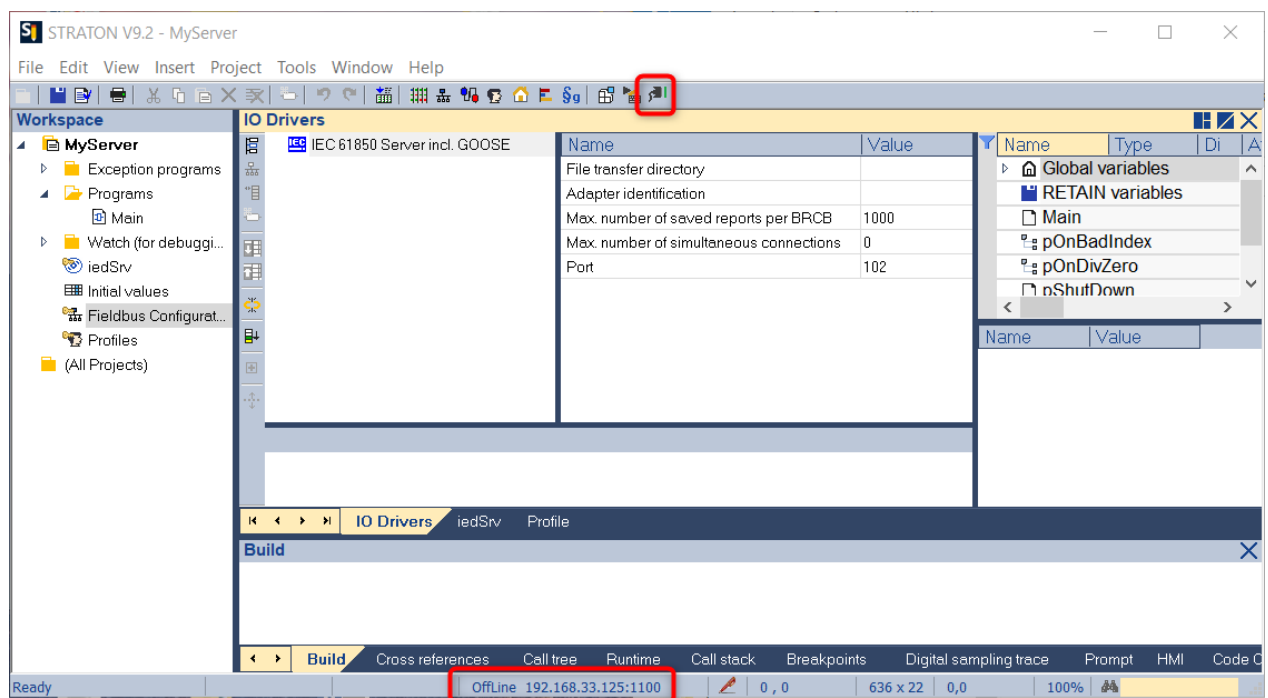 STRATON V9.2 - MyServer
File Edit View Insert Project Tools Window Help
Workspace
MyServer
Exception programs
Programs
Main
Watch (for debuggi...
iedSrv
Initial values
Fieldbus Configurat...
Profiles
(All Projects)
IO Drivers
IEC 61850 Server incl. GOOSE
Name Value
File transfer directory
Adapter identification
Max. number of saved reports per BRCB 1000
Max. number of simultaneous connections 0
Port 102
Name Type Di A
Global variables
RETAIN variables
Main
pOnBadIndex
pOnDivZero
pShutDown
Name Value
IO Drivers iedSrv Profile
Build
Build Cross references Call tree Runtime Call stack Breakpoints Digital sampling trace Prompt HMI Code C
Ready OffLine 192.168.33.125:1100 0 , 0 636 x 22 0,0 100%